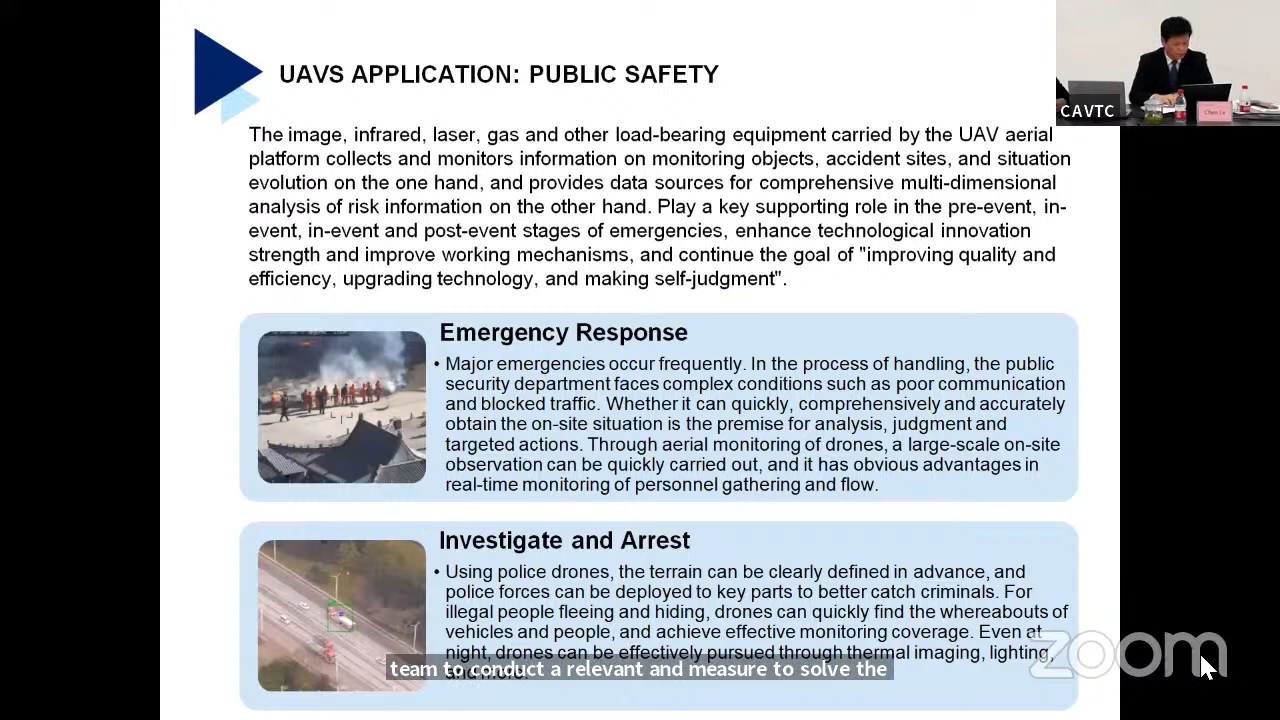 UAVS APPLICATION: PUBLIC SAFETY
CAVTC
Chen Le
The image, infrared, laser, gas and other load-bearing equipment carried by the UAV aerial
platform collects and monitors information on monitoring objects, accident sites, and situation
evolution on the one hand, and provides data sources for comprehensive multi-dimensional
analysis of risk information on the other hand. Play a key supporting role in the pre-event, in-
event, in-event and post-event stages of emergencies, enhance technological innovation
strength and improve working mechanisms, and continue the goal of "improving quality and
efficiency, upgrading technology, and making self-judgment".
Emergency Response
• Major emergencies occur frequently. In the process of handling, the public
security department faces complex conditions such as poor communication
and blocked traffic. Whether it can quickly, comprehensively and accurately
obtain the on-site situation is the premise for analysis, judgment and
targeted actions. Through aerial monitoring of drones, a large-scale on-site
observation can be quickly carried out, and it has obvious advantages in
real-time monitoring of personnel gathering and flow.
Investigate and Arrest
• Using police drones, the terrain can be clearly defined in advance, and
police forces can be deployed to key parts to better catch criminals. For
illegal people fleeing and hiding, drones can quickly find the whereabouts of
vehicles and people, and achieve effective monitoring coverage. Even at
night, drones can be effectively pursued through thermal imaging, lighting,
and more.
team to conduct a relevant and measure to solve the
zoom